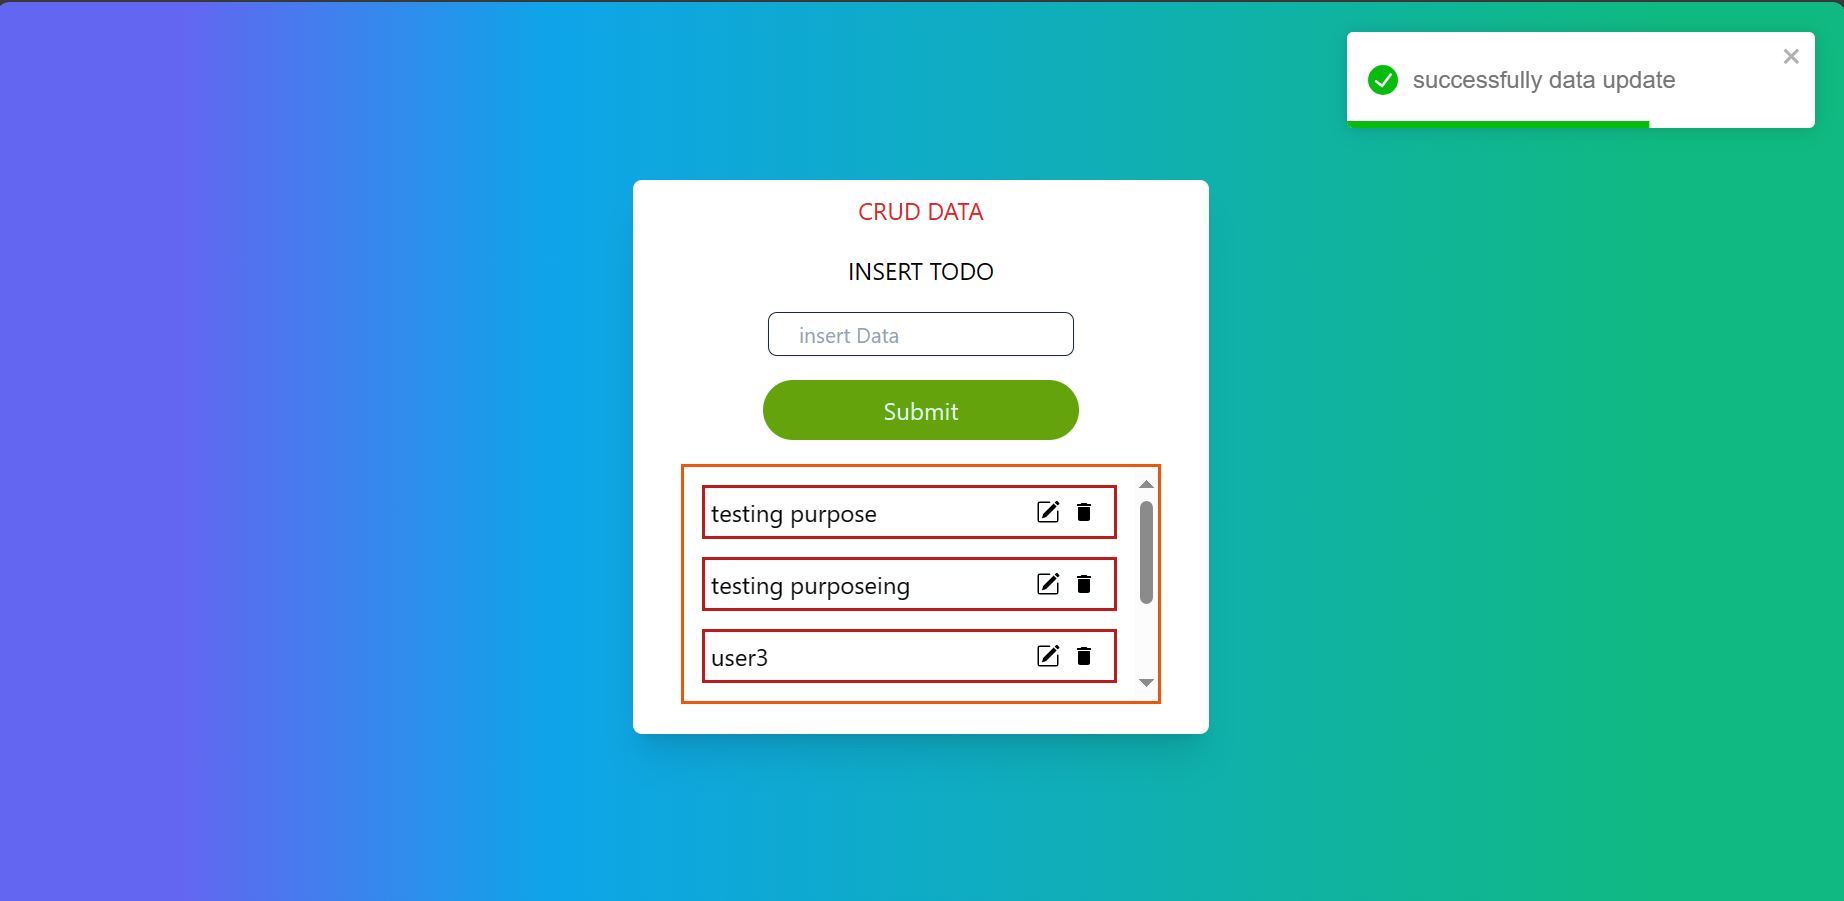 successfully data update
CRUD DATA
INSERT TODO
insert Data
Submit
testing purpose
testing purposeing
user3